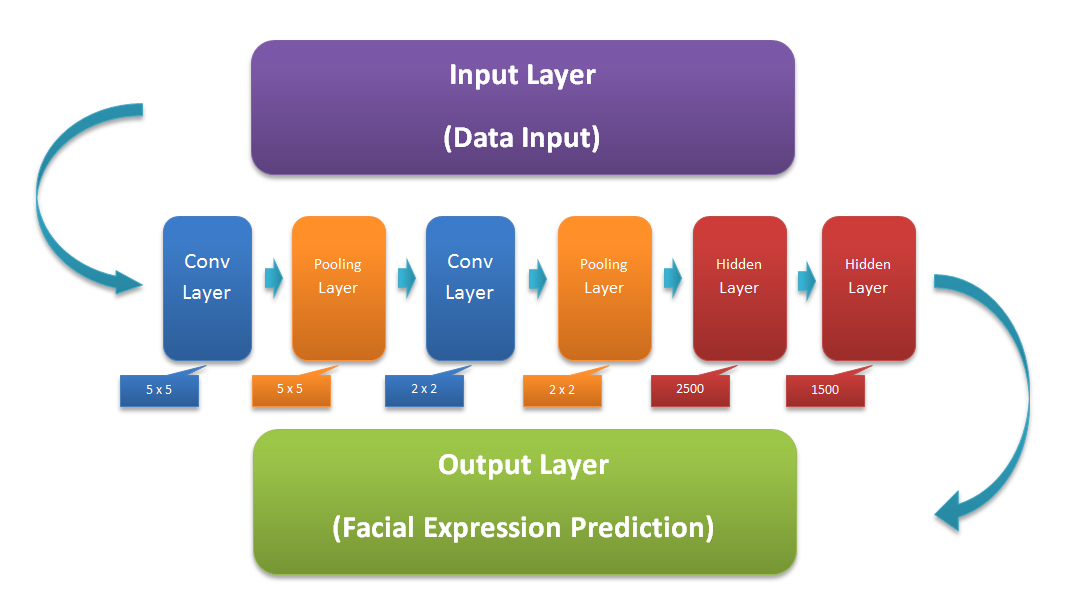 Input Layer
(Data Input)
Conv
Layer
Pooling
Layer
Conv
Layer
Pooling
Layer
Hidden
Layer
Hidden
Layer
5 x 5
5 x 5
2 x 2
2 x 2
2500
1500
Output Layer
(Facial Expression Prediction)